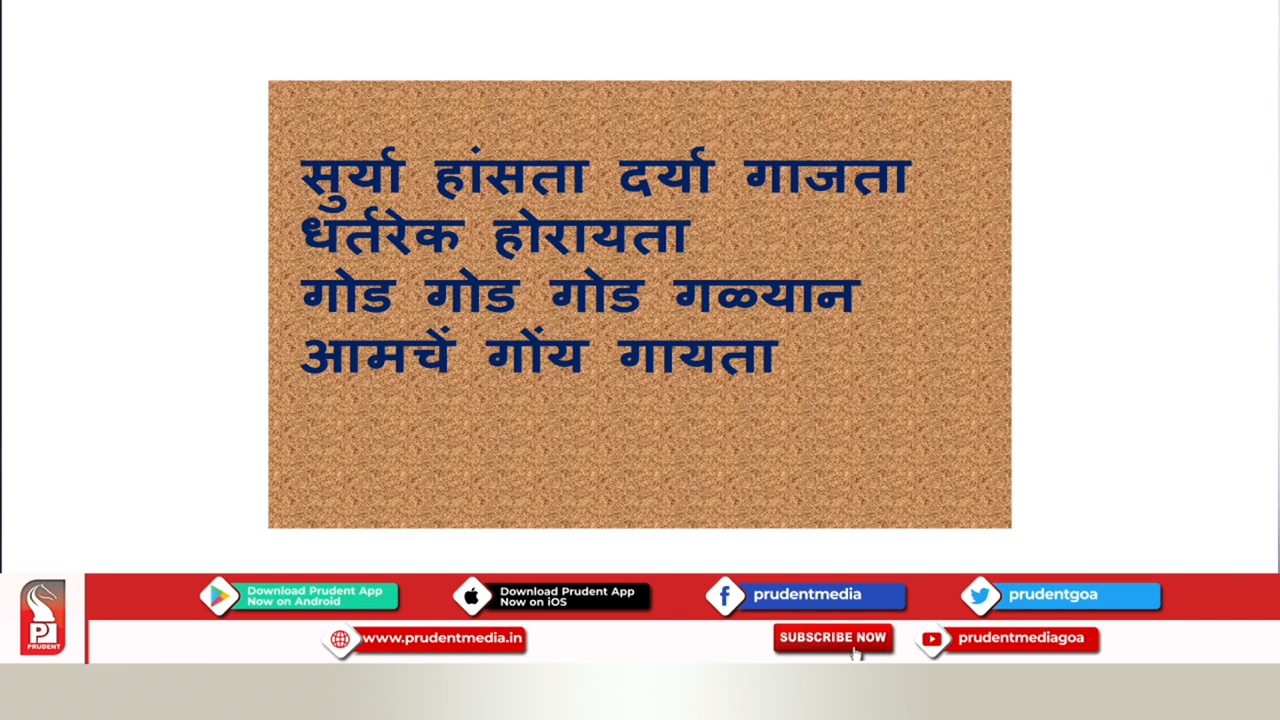 सुर्या हांसता दर्या गाजता
धर्तरेक होरायता
गोड गोड गोड गळ्यान
आमचें गोंय गायता
Download Prudent App
Now on Android
Download Prudent App
Now on iOS
prudentmedia
prudentgoa
PRUDENT
www.prudentmedia.in
SUBSCRIBE NOW
prudentmediagoa